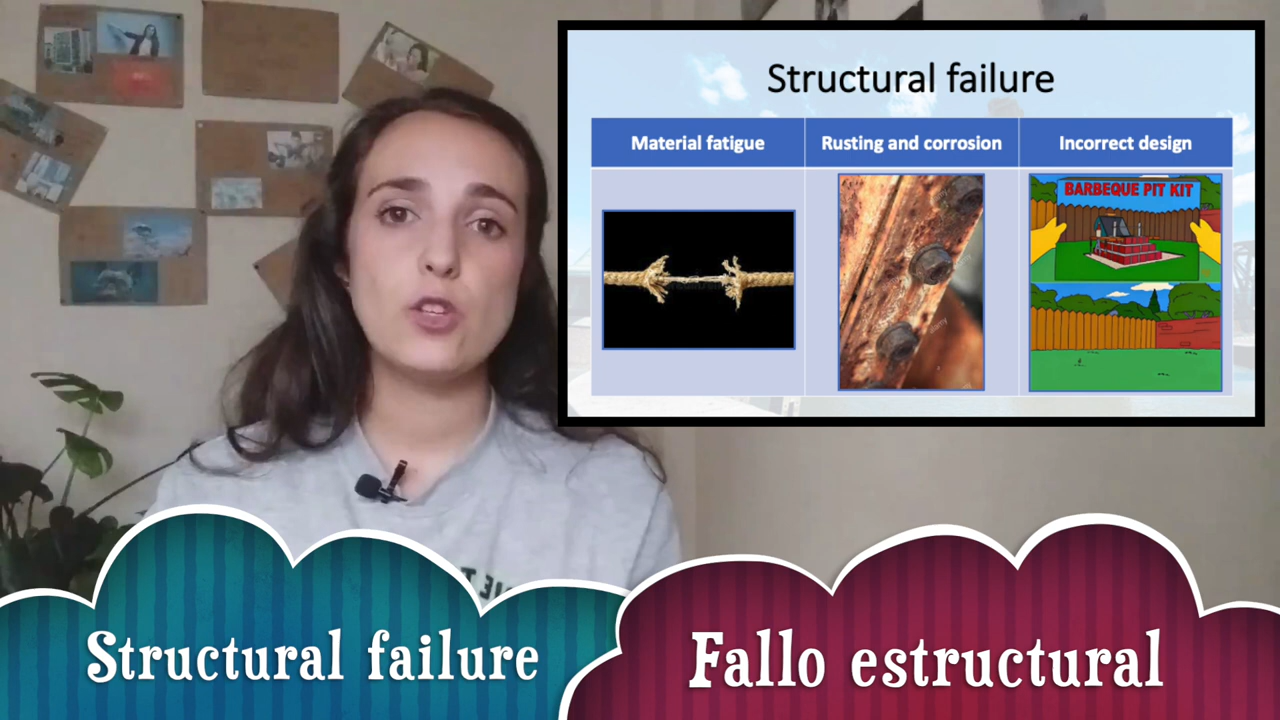 Structural failure
Material fatigue
Rusting and corrosion
Incorrect design
BARBEQUE PIT KIT
Structural failure
Fallo estructural